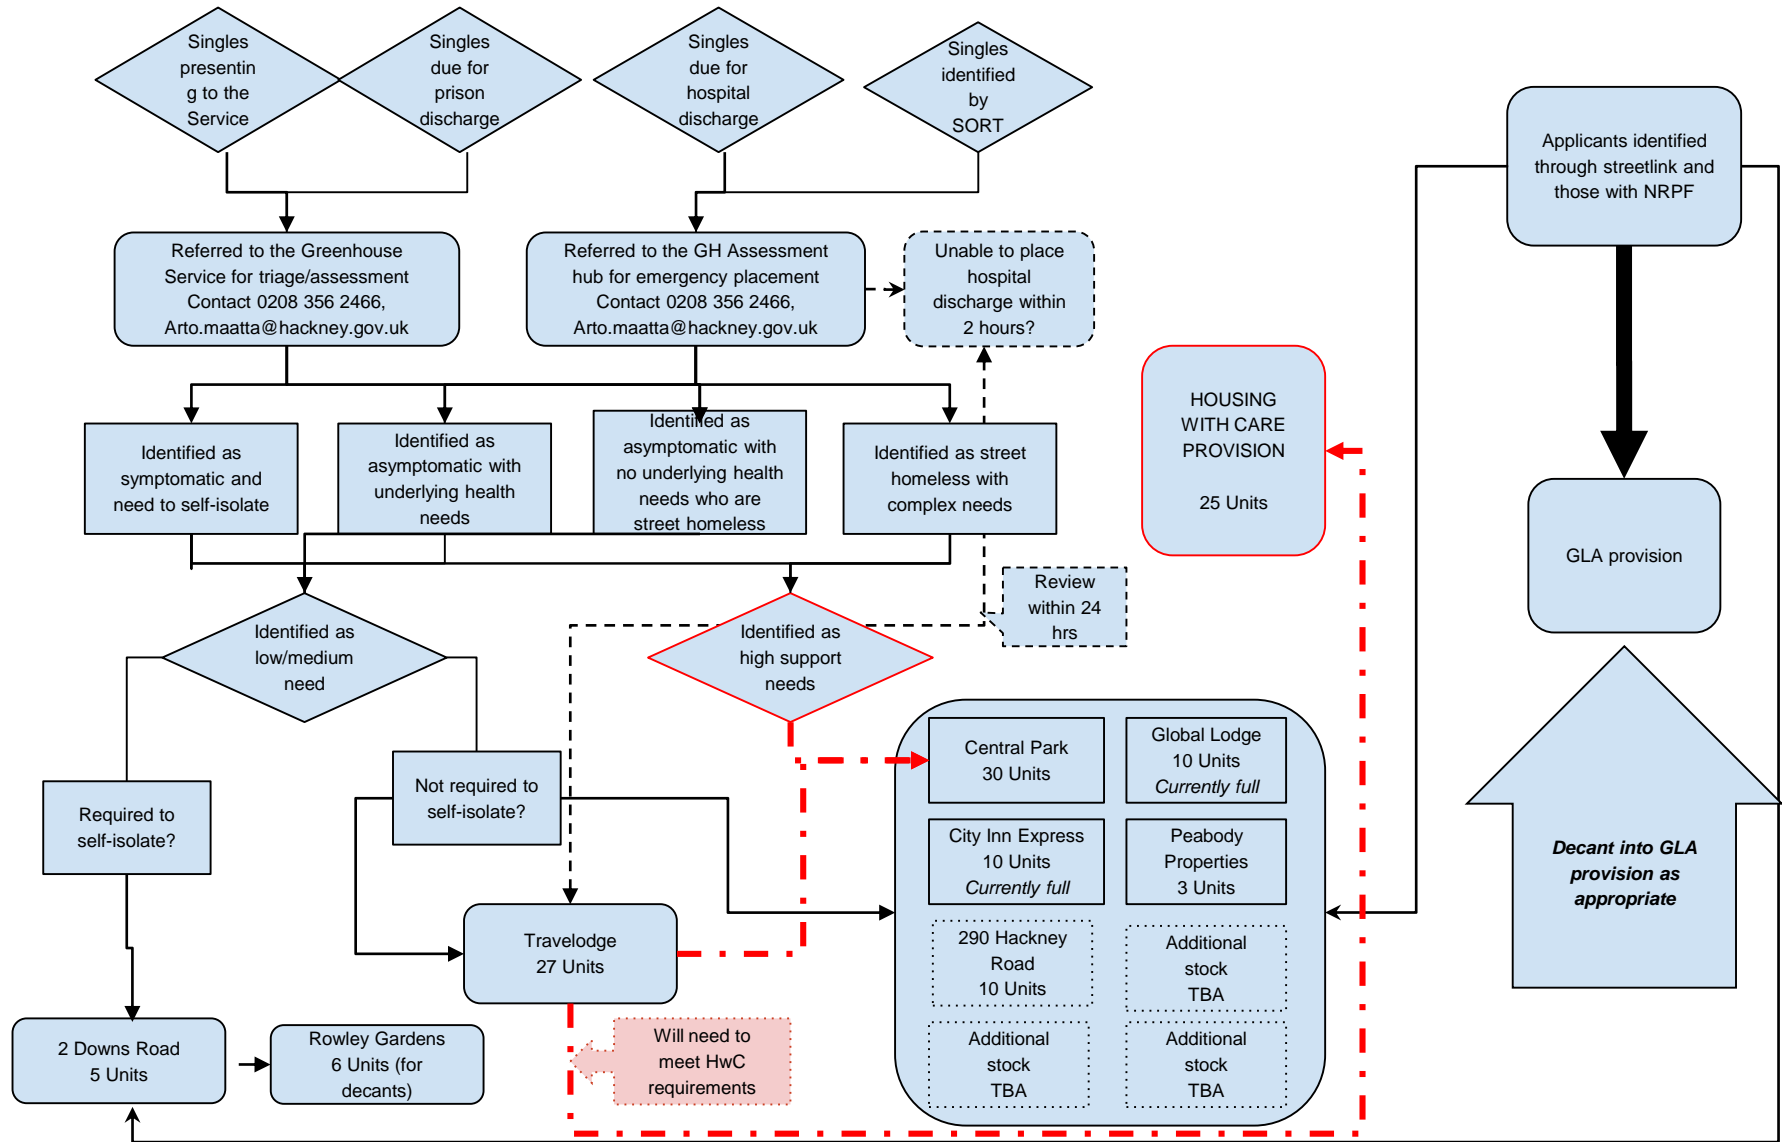 Singles
presentin
g to the
Service
Singles
due for
prison
discharge
Singles
due for
hospital
discharge
Singles
identified
by
SORT
Applicants identified
through streetlink and
those with NRPF
Referred to the Greenhouse
Service for triage/assessment
Contact 0208 356 2466,
Arto.maatta@hackney.gov.uk
Referred to the GH Assessment
hub for emergency placement
Contact 0208 356 2466,
Arto.maatta@hackney.gov.uk
Unable to place
hospital
discharge within
2 hours?
Identified as
symptomatic and
need to self-isolate
Identified as
asymptomatic with
underlying health
needs
Identified as
asymptomatic with
no underlying health
needs who are
street homeless
Identified as street
homeless with
complex needs
HOUSING
WITH CARE
PROVISION
25 Units
GLA provision
Review
within 24
hrs
Identified as
low/medium
need
Identified as
high support
needs
Required to
self-isolate?
Not required to
self-isolate?
Central Park
30 Units
Global Lodge
10 Units
Currently full
City Inn Express
10 Units
Currently full
Peabody
Properties
3 Units
290 Hackney
Road
10 Units
Additional
stock
TBA
Additional
stock
TBA
Additional
stock
TBA
Decant into GLA
provision as
appropriate
Travelodge
27 Units
2 Downs Road
5 Units
Rowley Gardens
6 Units (for
decants)
Will need to
meet HwC
requirements